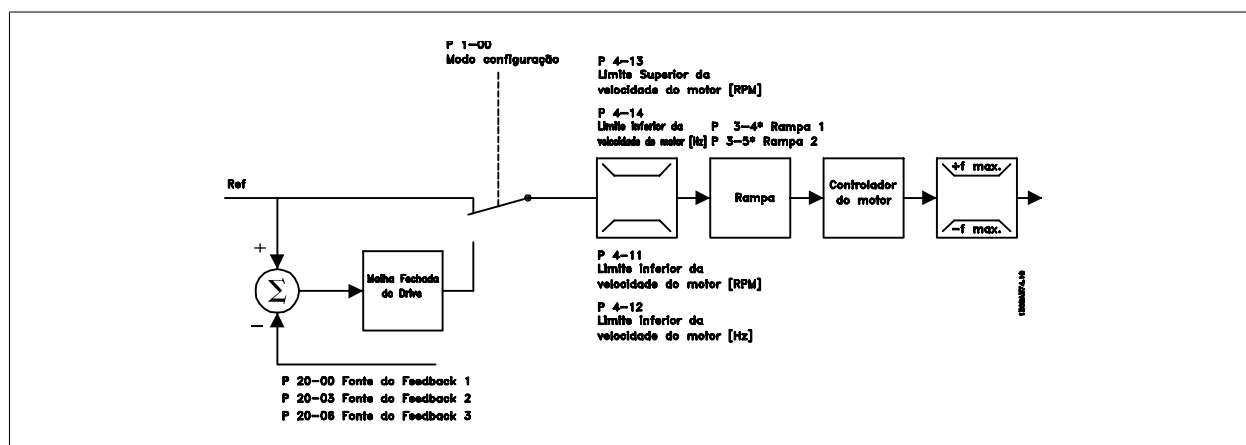 P 1-00
Modo configuração
P 4-13
Limite Superior da
velocidade do motor [RPM]
P 4-14
Limite inferior da
velocidade do motor [Hz]
P 3-4* Rampa 1
P 3-5* Rampa 2
Ref
+
Σ
−
Melha Fechada
do Drive
Rampa
Controlador
do motor
+f max.
−f max.
P 4-11
Limite inferior da
velocidade do motor [RPM]
P 4-12
Limite inferior da
velocidade do motor [Hz]
P 20-00 Fonte do Feedback 1
P 20-03 Fonte do Feedback 2
P 20-06 Fonte do Feedback 3